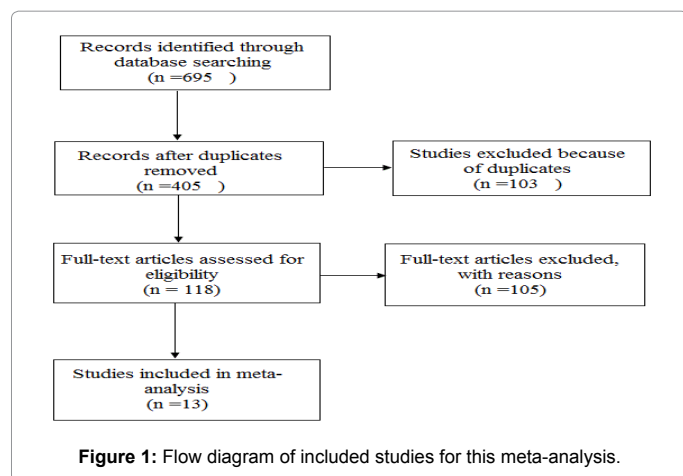 Records identified through
database searching
(n =695 )
Records after duplicates
removed
(n =405 )
Studies excluded because
of duplicates
(n =103 )
Full-text articles assessed for
eligibility
(n = 118)
Full-text articles excluded,
with reasons
(n =105)
Studies included in meta-
analysis
(n =13)
Figure 1: Flow diagram of included studies for this meta-analysis.